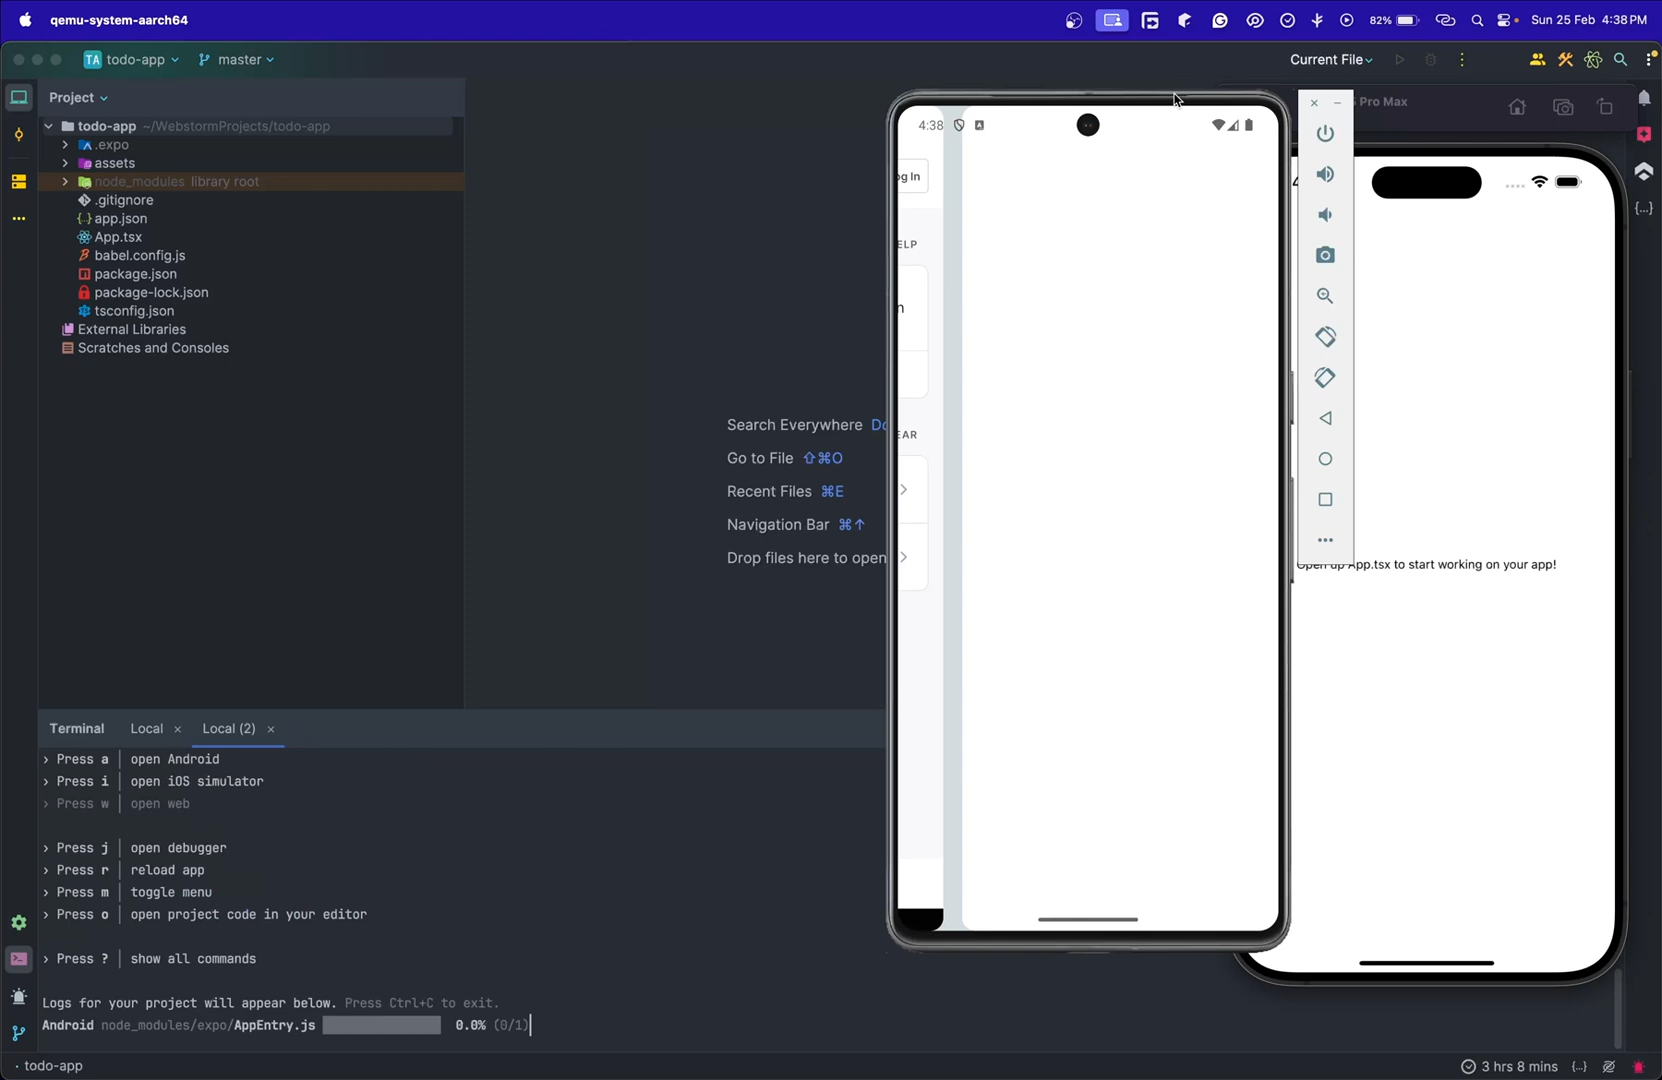 qemu-system-aarch64
82%
Sun 25 Feb 4:38 PM
TA todo-app
master
Current File
Project
todo-app ~/WebstormProjects/todo-app
.expo
assets
node_modules library root
.gitignore
app.json
App.tsx
babel.config.js
package.json
package-lock.json
tsconfig.json
External Libraries
Scratches and Consoles
Search Everywhere
Go to File ⇧⌘O
Recent Files ⌘E
Navigation Bar ⌘↑
Drop files here to open
4:38
og In
ELP
n
EAR
Pro Max
Open up App.tsx to start working on your app!
Terminal
Local ×
Local (2) ×
› Press a │ open Android
› Press i │ open iOS simulator
› Press w │ open web
› Press j │ open debugger
› Press r │ reload app
› Press m │ toggle menu
› Press o │ open project code in your editor
› Press ? │ show all commands
Logs for your project will appear below. Press Ctrl+C to exit.
Android node_modules/expo/AppEntry.js 0.0% (0/1)
todo-app
3 hrs 8 mins